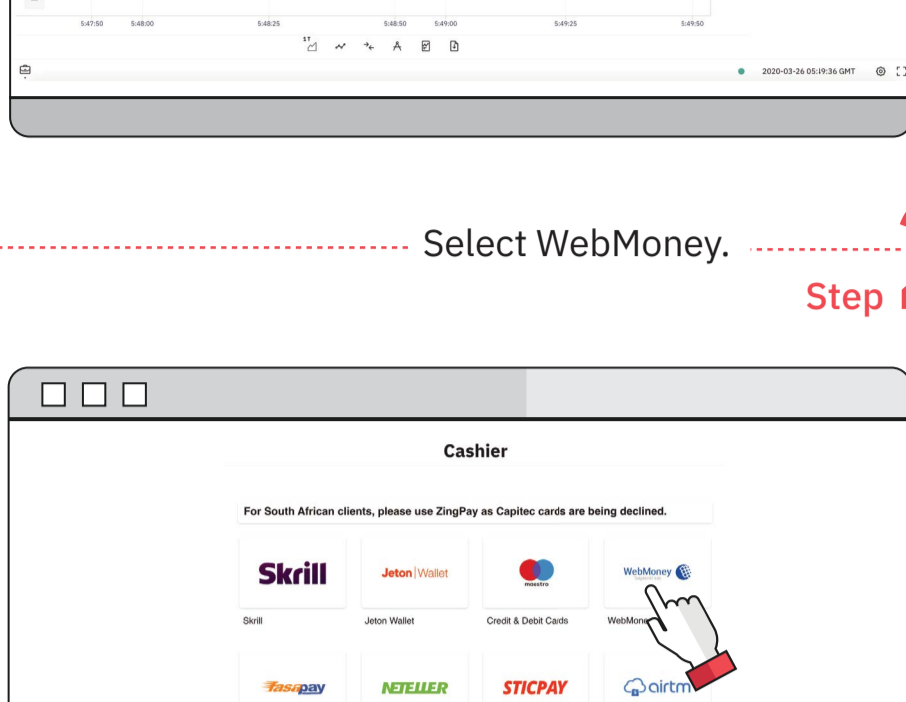 5:47:50 5:48:00 5:48:25 5:48:50 5:49:00 5:49:25 5:49:50
1T
2020-03-26 05:19:36 GMT
Select WebMoney.
Step
Cashier
For South African clients, please use ZingPay as Capitec cards are being declined.
Skrill Jeton Wallet maestro WebMoney
Skrill Jeton Wallet Credit & Debit Cards
fasapay NETELLER STICPAY